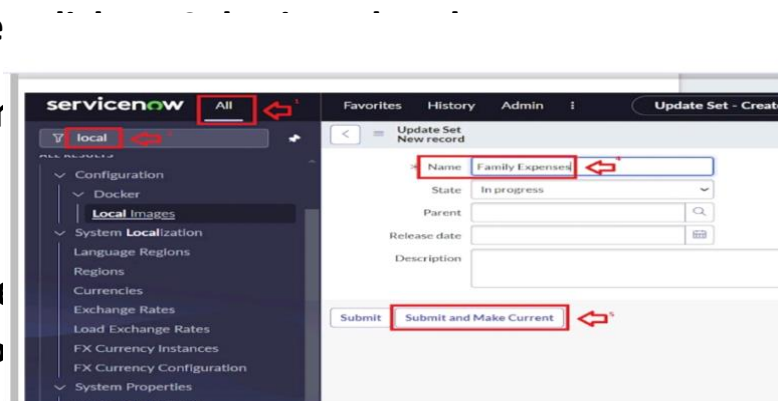 servicenow All Favorites History Admin Update Set - Creat
local
Update Set
New record
ALL RESULTS
Configuration
Docker
Local Images
System Localization
Language Regions
Regions
Currencies
Exchange Rates
Load Exchange Rates
FX Currency Instances
FX Currency Configuration
System Properties
Name Family Expenses
State In progress
Parent
Release date
Description
Submit Submit and Make Current